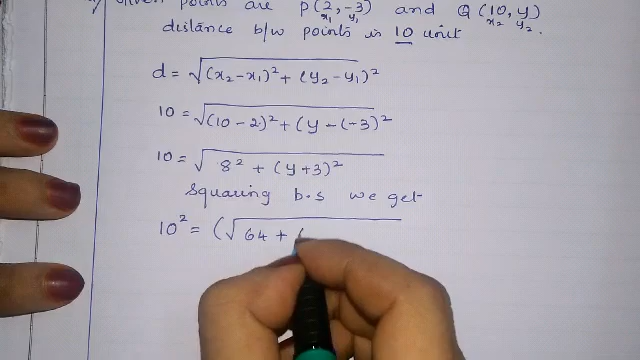 given points are P(2, -3) and Q(10, y)
x₁ y₁ x₂ y₂
distance b/w points is 10 unit.
d = √(x₂-x₁)² + (y₂-y₁)²
10 = √(10-2)² + (y-(-3)²
10 = √8² + (y+3)²
Squaring b.s we get
10² = (√64 + (